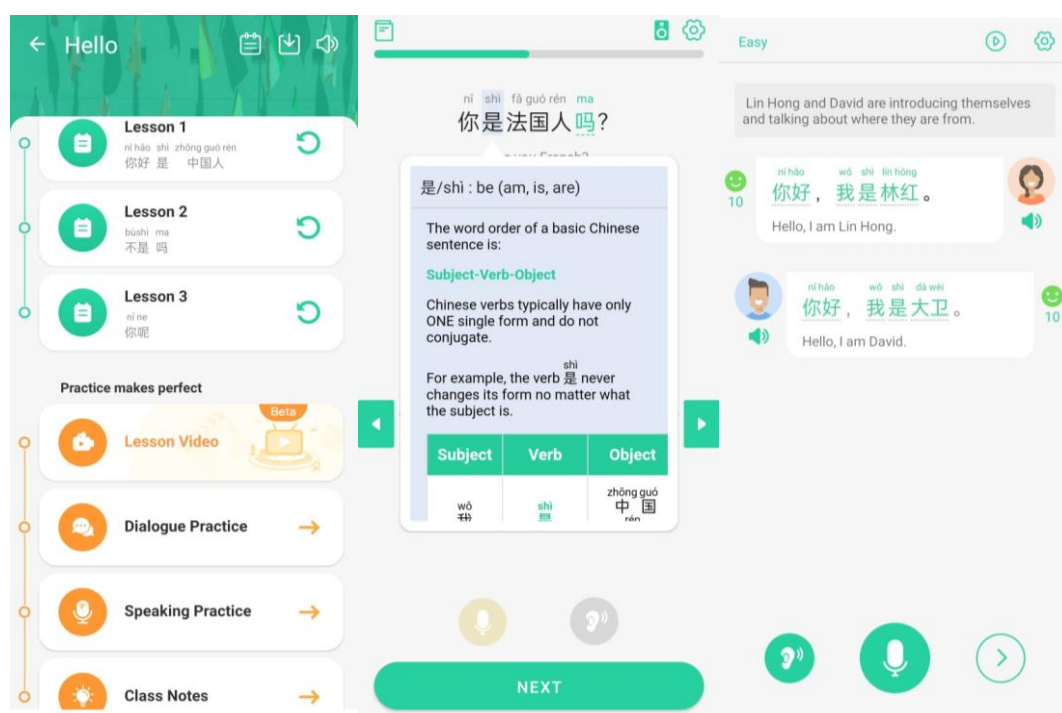 Hello
Lesson 1
nǐ hǎo shì zhōng guó rén
你好 是 中国人
Lesson 2
bùshì ma
不是 吗
Lesson 3
nǐ ne
你呢
Practice makes perfect
Beta
Lesson Video
Dialogue Practice
Speaking Practice
Class Notes
nǐ shì fǎ guó rén ma
你是法国人吗?
是/shì : be (am, is, are)
The word order of a basic Chinese
sentence is:
Subject-Verb-Object
Chinese verbs typically have only
ONE single form and do not
conjugate.
shì
For example, the verb 是 never
changes its form no matter what
the subject is.
Subject Verb Object
wǒ shì zhōng guó
我 是 中 国
rén
NEXT
Easy
Lin Hong and David are introducing themselves
and talking about where they are from.
nǐ hǎo wǒ shì lín hóng
你好，我是林红。
Hello, I am Lin Hong.
10
nǐ hǎo wǒ shì dà wèi
你好，我是大卫。
Hello, I am David.
10